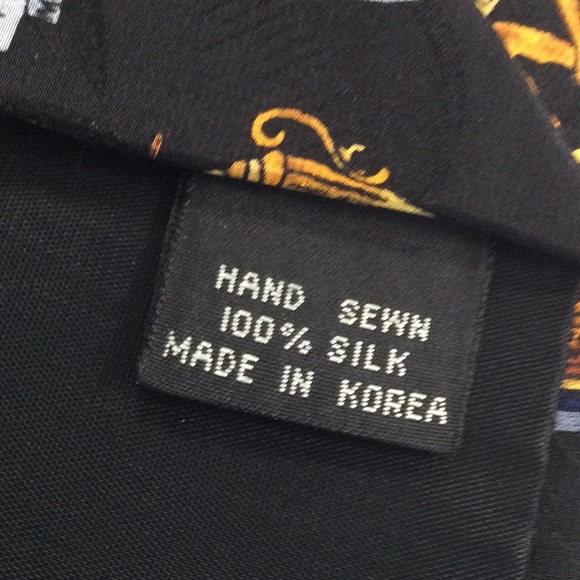 HAND SEWN
100% SILK
MADE IN KOREA